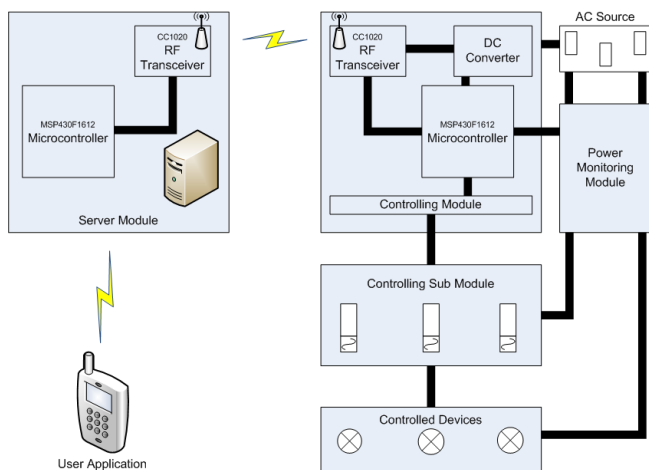 CC1020
RF
Transceiver
MSP430F1612
Microcontroller
Server Module
User Application
CC1020
RF
Transceiver
DC
Converter
MSP430F1612
Microcontroller
Controlling Module
AC Source
Power
Monitoring
Module
Controlling Sub Module
Controlled Devices